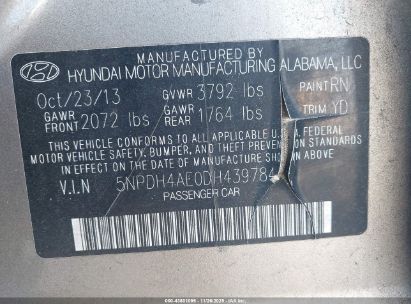 MANUFACTURED BY
HYUNDAI MOTOR MANUFACTURING ALABAMA, LLC
Oct/23/13 GVWR 3792 lbs PAINT RN
GAWR FRONT 2072 lbs GAWR REAR 1764 lbs TRIM YD
THIS VEHICLE CONFORMS TO ALL APPLICABLE U.S. FEDERAL
MOTOR VEHICLE SAFETY, BUMPER, AND THEFT PREVENTION STANDARDS
IN EFFECT ON THE DATE OF MANUFACTURE SHOWN ABOVE.
V.I.N 5NPDH4AE0DH439784
PASSENGER CAR